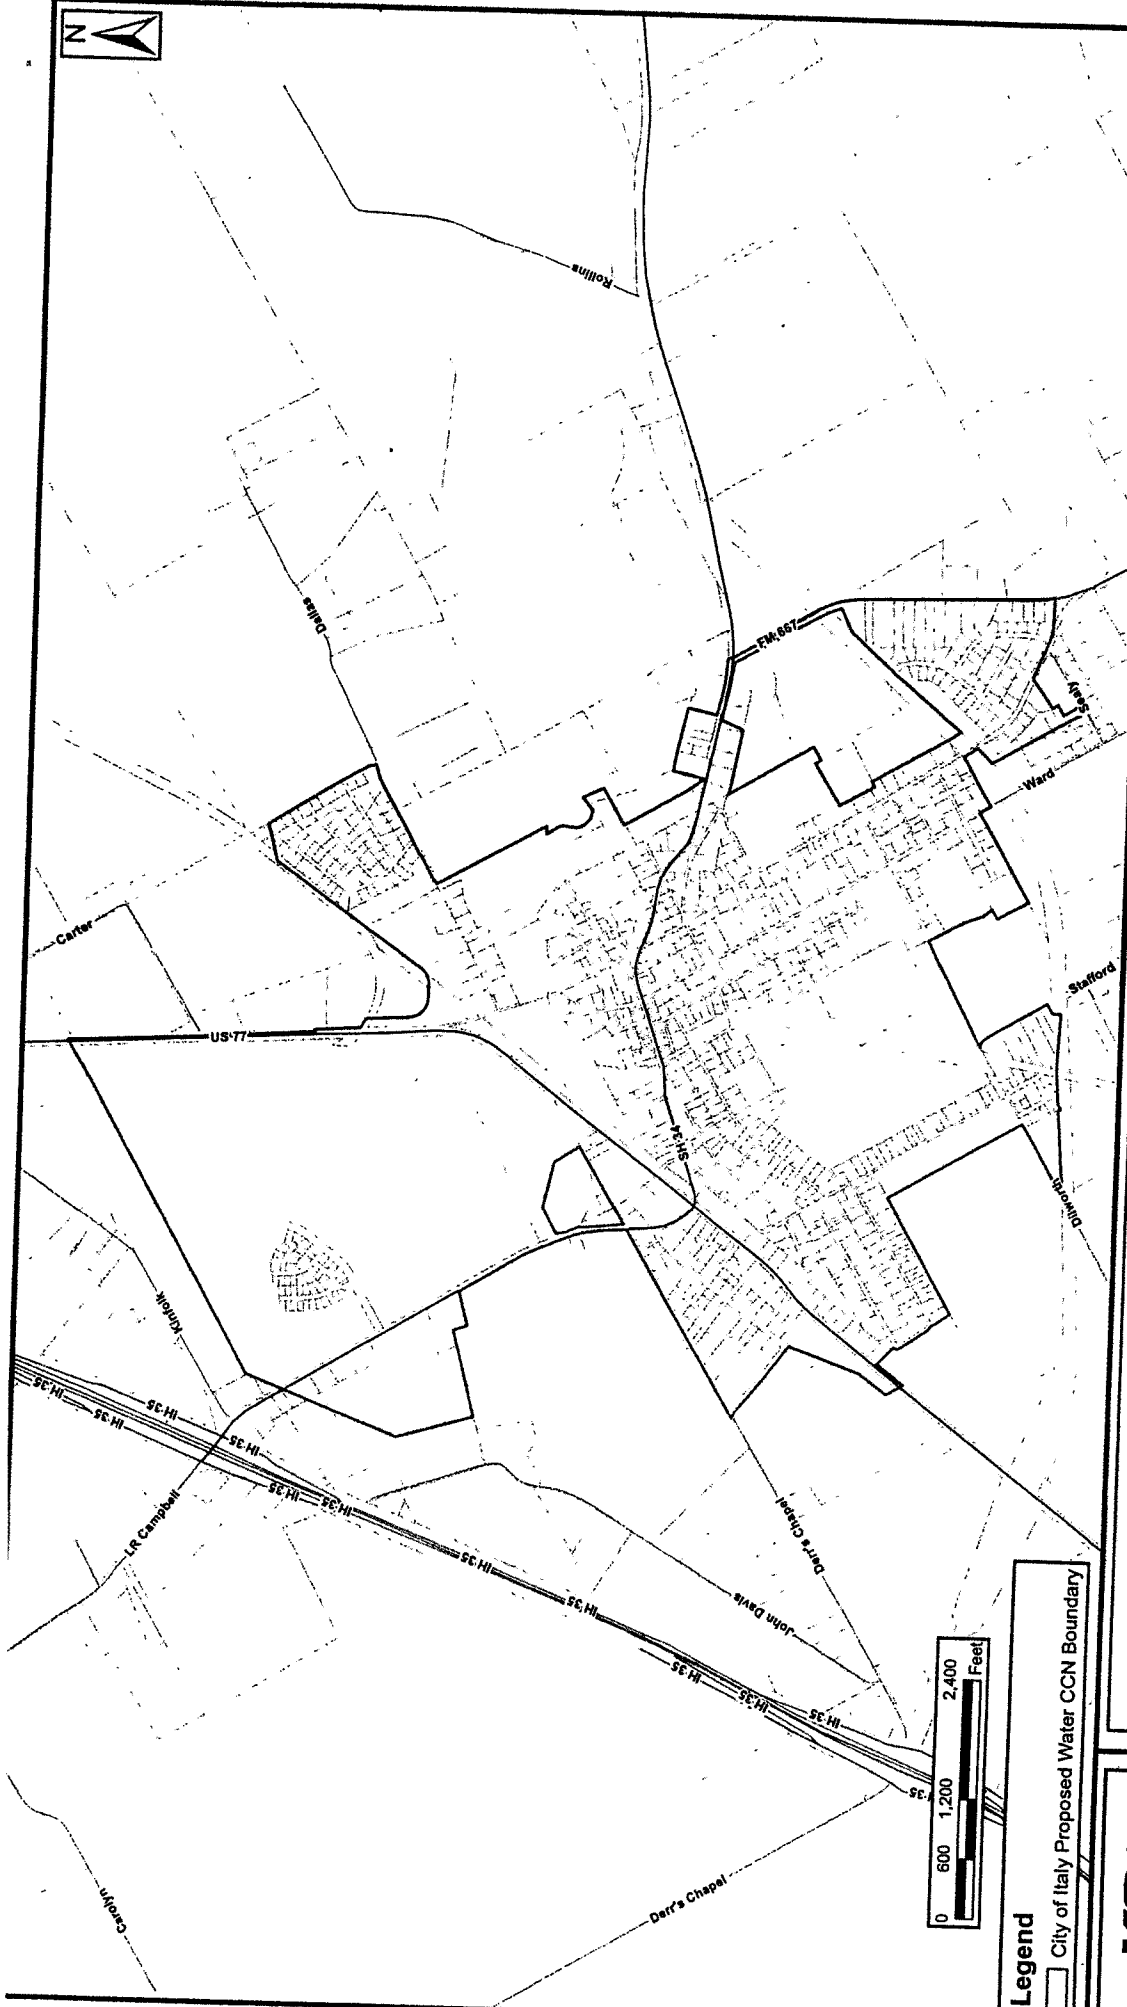 N
Rollins
Dallas
FM 667
Sealy
Ward
Carter
US 77
Stafford
SH 34
Dilworth
Kinfolk
IH 35
IH 35
IH 35
IH 35
IH 35
IH 35
LR Campbell
IH 35
IH 35
Derr's Chapel
John Davis
IH 35
IH 35
IH 35
Carolyn
Derr's Chapel
0 600 1,200 2,400
Feet
Legend
City of Italy Proposed Water CCN Boundary